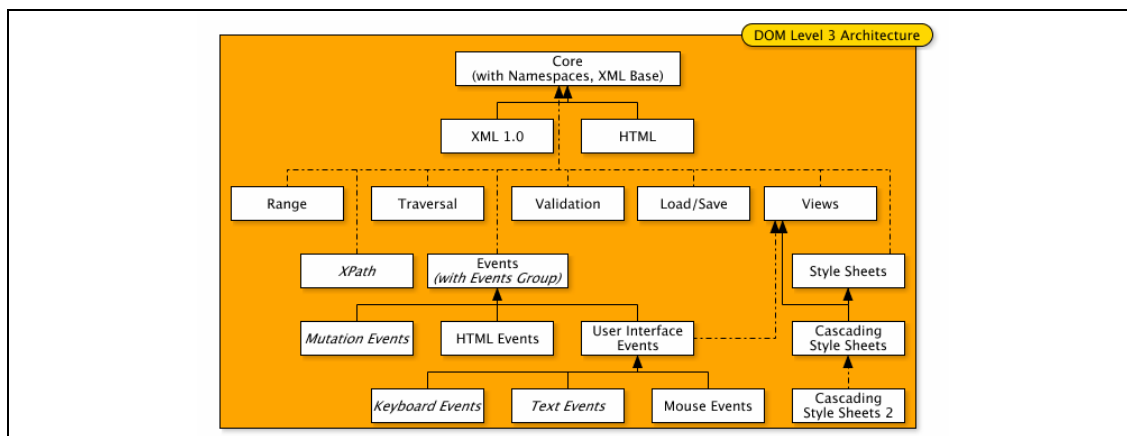 DOM Level 3 Architecture
Core
(with Namespaces, XML Base)
XML 1.0
HTML
Range
Traversal
Validation
Load/Save
Views
XPath
Events
(with Events Group)
Style Sheets
Mutation Events
HTML Events
User Interface
Events
Cascading
Style Sheets
Keyboard Events
Text Events
Mouse Events
Cascading
Style Sheets 2